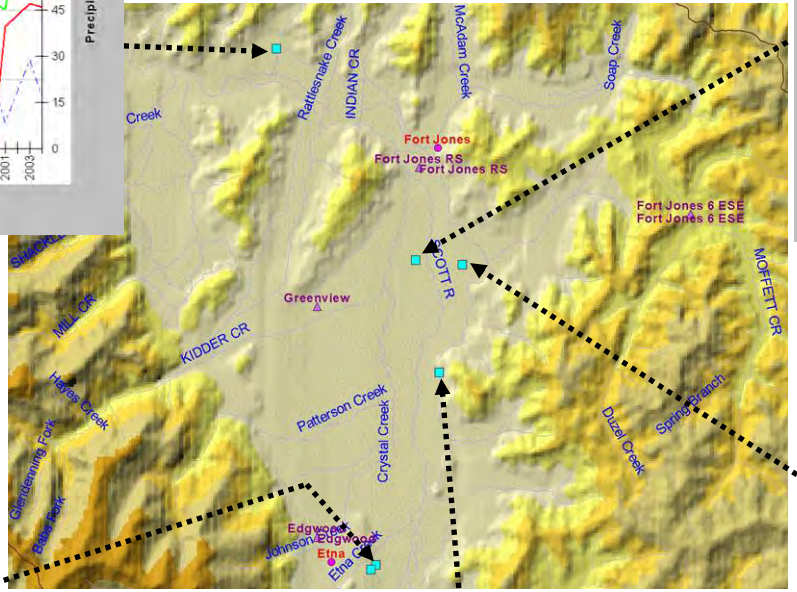 45
30
15
0
2001
2003
Precipi
Rattlesnake Creek
INDIAN CR
McAdam Creek
Soap Creek
Creek
Fort Jones
Fort Jones RS
Fort Jones RS
Fort Jones 6 ESE
Fort Jones 6 ESE
SCOTT R
MOFFETT CR
MILL CR
Greenview
KIDDER CR
Hayes Creek
Patterson Creek
Crystal Creek
Spring Branch
Duzel Creek
Glendenning Fork
Babs Fork
Edgwood
Edgwood
Johnson Creek
Etna
Etna Creek